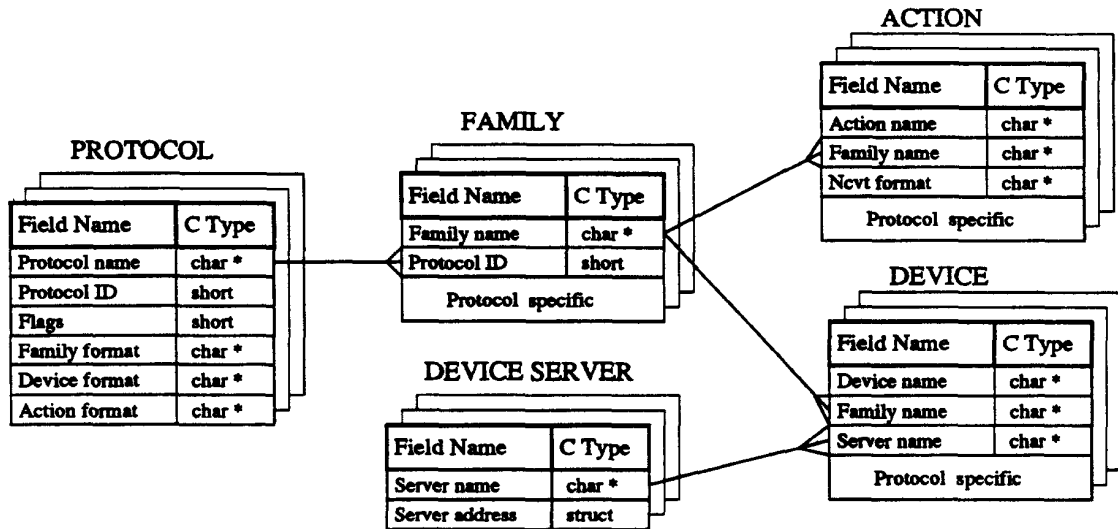 PROTOCOL
Field Name C Type
Protocol name char *
Protocol ID short
Flags short
Family format char *
Device format char *
Action format char *
FAMILY
Field Name C Type
Family name char *
Protocol ID short
Protocol specific
DEVICE SERVER
Field Name C Type
Server name char *
Server address struct
ACTION
Field Name C Type
Action name char *
Family name char *
Ncvt format char *
Protocol specific
DEVICE
Field Name C Type
Device name char *
Family name char *
Server name char *
Protocol specific